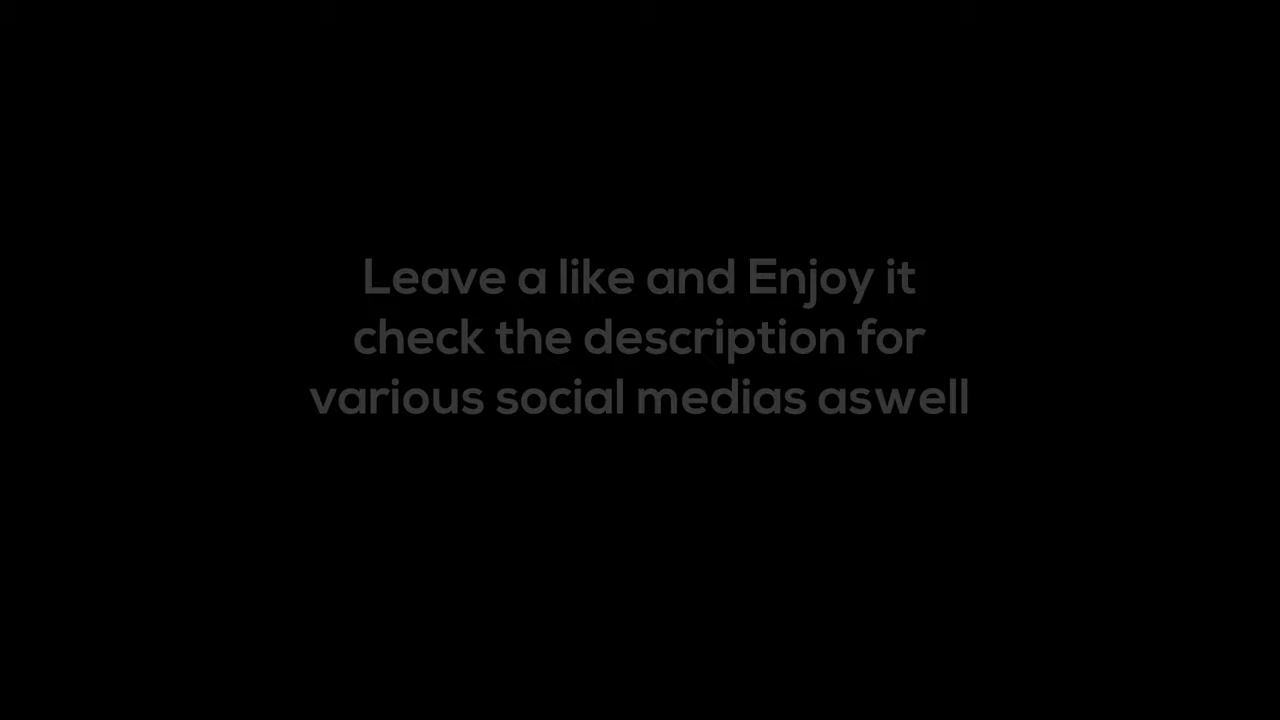 Leave a like and Enjoy it
check the description for
various social medias aswell